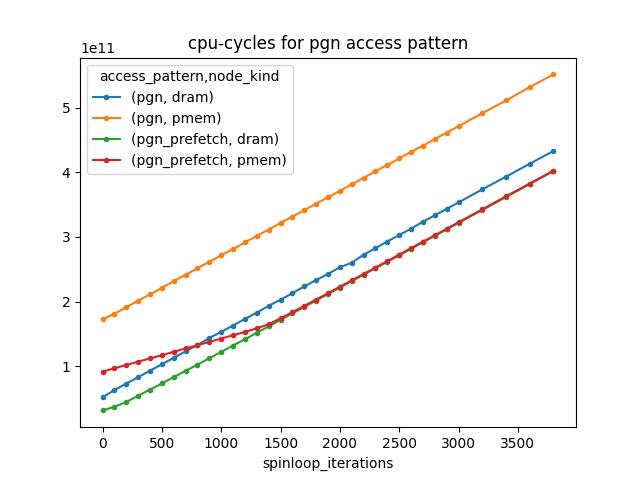 cpu-cycles for pgn access pattern
1e11
access_pattern,node_kind
(pgn, dram)
(pgn, pmem)
(pgn_prefetch, dram)
(pgn_prefetch, pmem)
5
4
3
2
1
0 500 1000 1500 2000 2500 3000 3500
spinloop_iterations